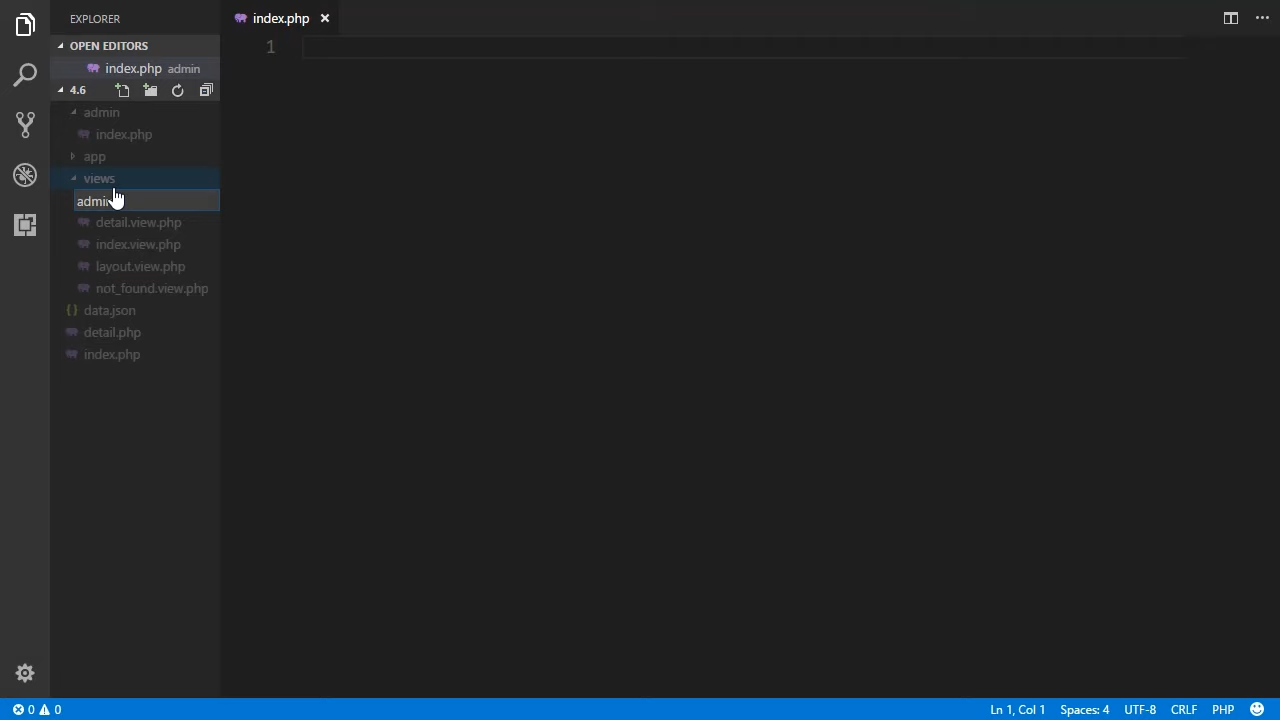 EXPLORER
index.php
OPEN EDITORS
index.php admin
4.6
1
admin
index.php
app
views
admin
detail.view.php
index.view.php
layout.view.php
not_found.view.php
data.json
detail.php
index.php
0 0 Ln 1, Col 1 Spaces: 4 UTF-8 CRLF PHP